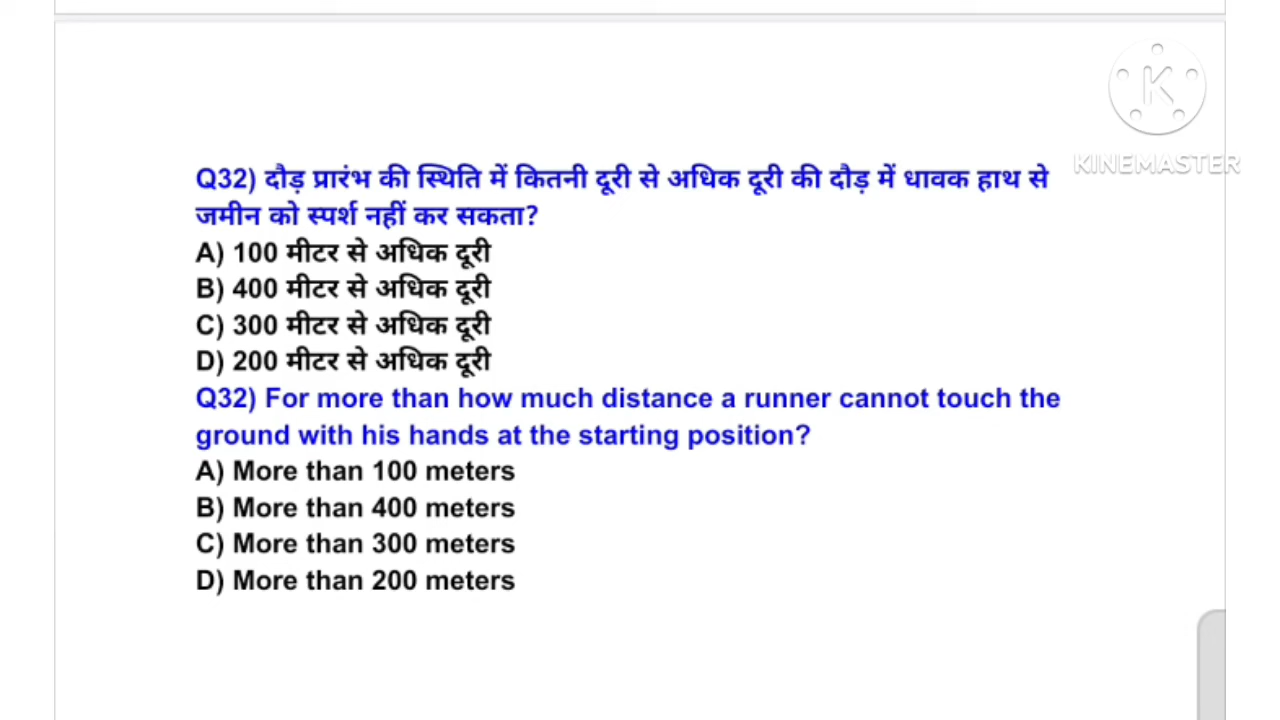 K
KINEMASTER
Q32) दौड़ प्रारंभ की स्थिति में कितनी दूरी से अधिक दूरी की दौड़ में धावक हाथ से
जमीन को स्पर्श नहीं कर सकता?
A) 100 मीटर से अधिक दूरी
B) 400 मीटर से अधिक दूरी
C) 300 मीटर से अधिक दूरी
D) 200 मीटर से अधिक दूरी
Q32) For more than how much distance a runner cannot touch the
ground with his hands at the starting position?
A) More than 100 meters
B) More than 400 meters
C) More than 300 meters
D) More than 200 meters